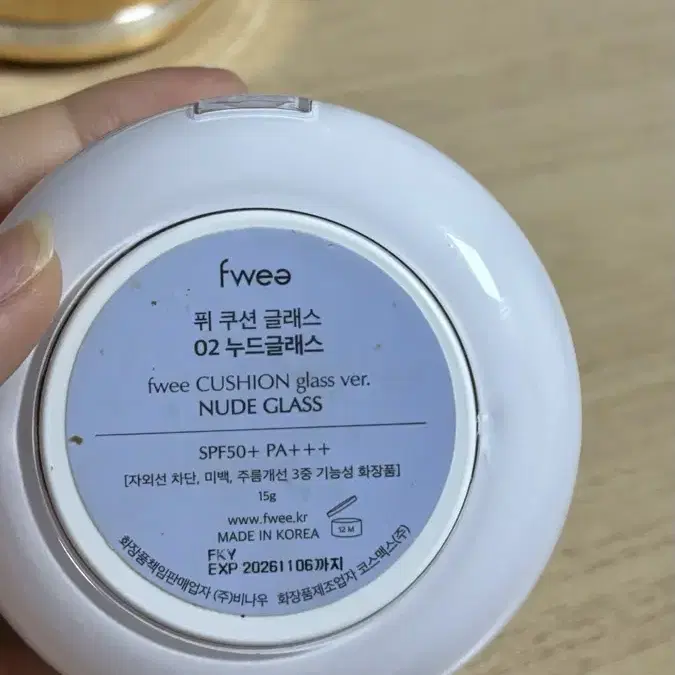 fwee
퓌 쿠션 글래스
02 누드글래스
fwee CUSHION glass ver.
NUDE GLASS
SPF50+ PA+++
[자외선 차단, 미백, 주름개선 3중 기능성 화장품]
15g
www.fwee.kr
MADE IN KOREA
12 M
FKY
EXP 20261106까지
화장품책임판매업자 (주)비나우 화장품제조업자 코스맥스(주)